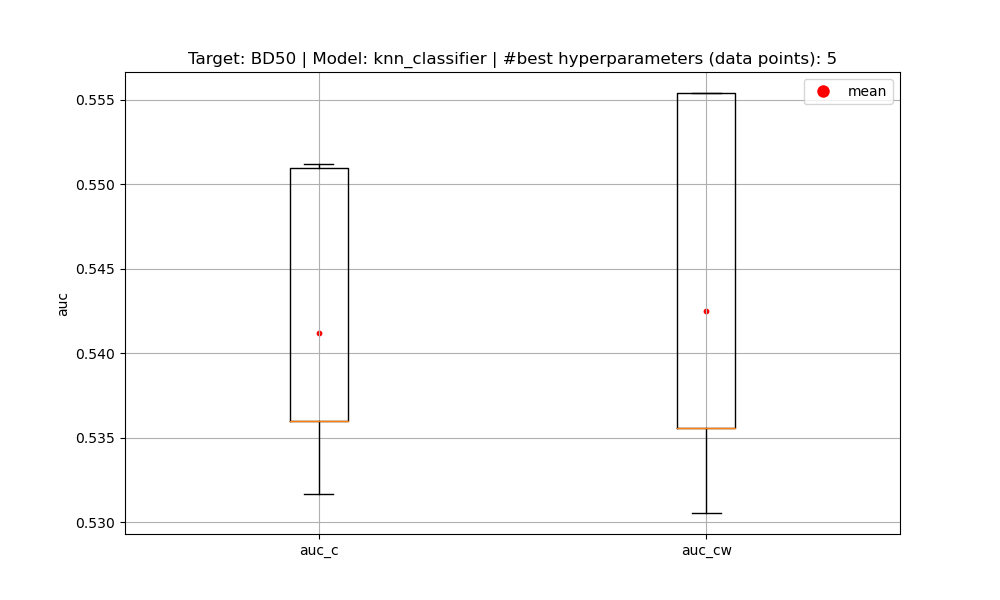 Target: BD50 | Model: knn_classifier | #best hyperparameters (data points): 5
mean
0.555
0.550
0.545
0.540
0.535
0.530
auc
auc_c
auc_cw